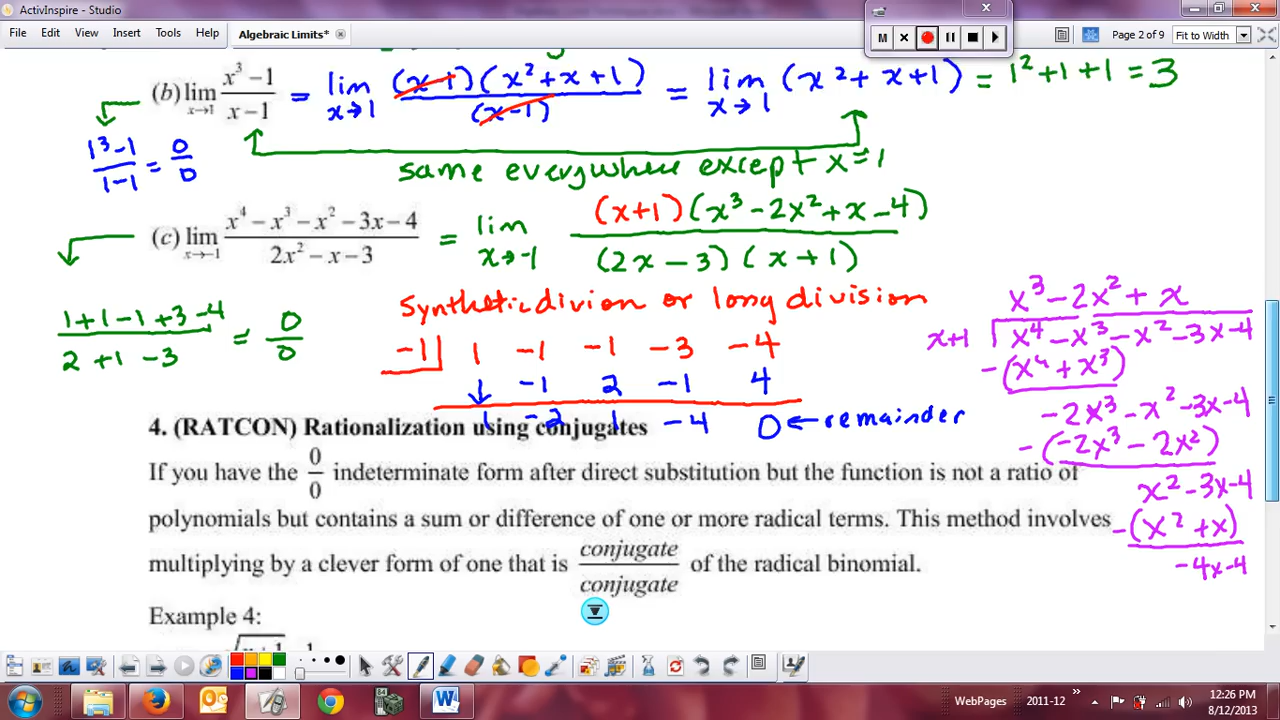 ActivInspire - Studio
File Edit View Insert Tools Help Algebraic Limits* Page 2 of 9 Fit to Width
M
(b) lim x→1 x³ − 1 / x − 1 = lim x→1 (x−1)(x² + x + 1) / (x−1) = lim x→1 (x² + x + 1) = 1² + 1 + 1 = 3
1³ − 1 / 1 − 1 = 0 / 0
same everywhere except x = 1
(c) lim x→−1 x⁴ − x³ − x² − 3x − 4 / 2x² − x − 3 = lim x→−1 (x+1)(x³ − 2x² + x − 4) / (2x − 3)(x + 1)
1 + 1 − 1 + 3 − 4 / 2 + 1 − 3 = 0 / 0
Synthetic divion or long division
−1 | 1 −1 −1 −3 −4
↓ −1 2 −1 4
1 −2 1 −4 0 ← remainder
x³ − 2x² + x
x+1 x⁴ − x³ − x² − 3x − 4
−(x⁴ + x³)
−2x³ − x² − 3x − 4
−(−2x³ − 2x²)
x² − 3x − 4
−(x² + x)
−4x − 4
4. (RATCON) Rationalization using conjugates
If you have the 0 / 0 indeterminate form after direct substitution but the function is not a ratio of
polynomials but contains a sum or difference of one or more radical terms. This method involves
multiplying by a clever form of one that is conjugate / conjugate of the radical binomial.
Example 4:
WebPages 2011-12 » 12:26 PM
8/12/2013